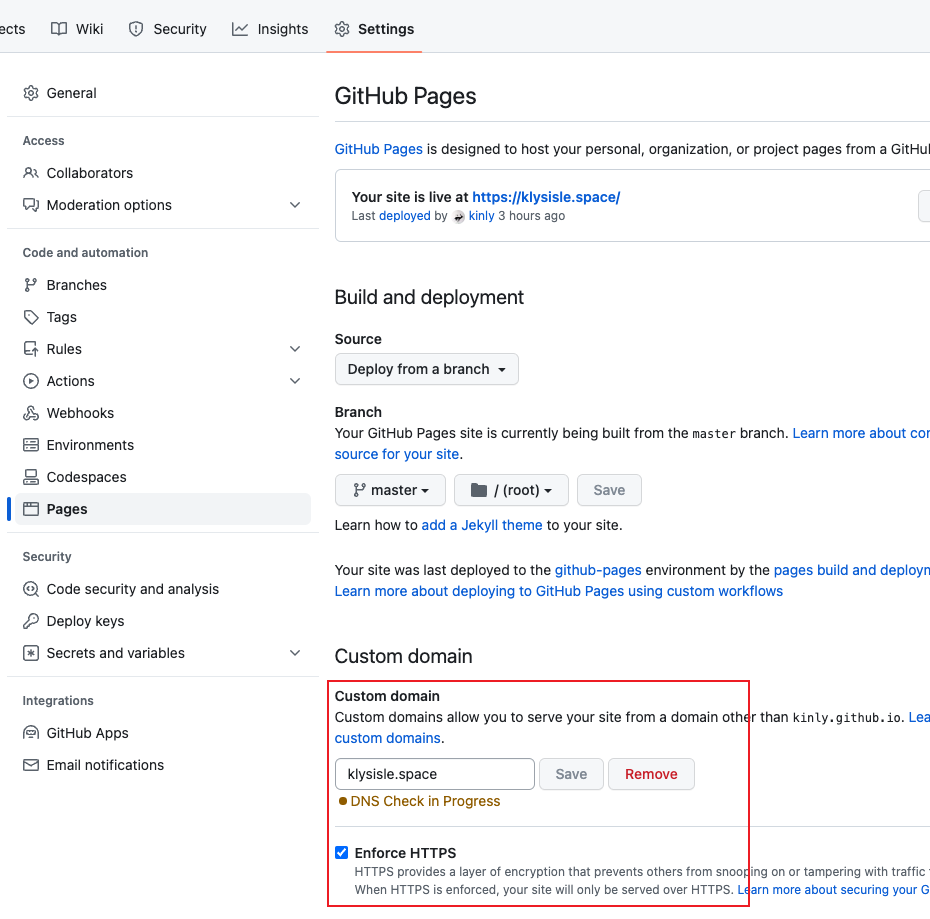 ects Wiki Security Insights Settings
General
Access
Collaborators
Moderation options
Code and automation
Branches
Tags
Rules
Actions
Webhooks
Environments
Codespaces
Pages
Security
Code security and analysis
Deploy keys
Secrets and variables
Integrations
GitHub Apps
Email notifications
GitHub Pages
GitHub Pages is designed to host your personal, organization, or project pages from a GitHu
Your site is live at https://klysisle.space/
Last deployed by kinly 3 hours ago
Build and deployment
Source
Deploy from a branch
Branch
Your GitHub Pages site is currently being built from the master branch. Learn more about con
source for your site.
master / (root) Save
Learn how to add a Jekyll theme to your site.
Your site was last deployed to the github-pages environment by the pages build and deploym
Learn more about deploying to GitHub Pages using custom workflows
Custom domain
Custom domain
Custom domains allow you to serve your site from a domain other than kinly.github.io. Lea
custom domains.
klysisle.space Save Remove
DNS Check in Progress
Enforce HTTPS
HTTPS provides a layer of encryption that prevents others from snooping on or tampering with traffic
When HTTPS is enforced, your site will only be served over HTTPS. Learn more about securing your G